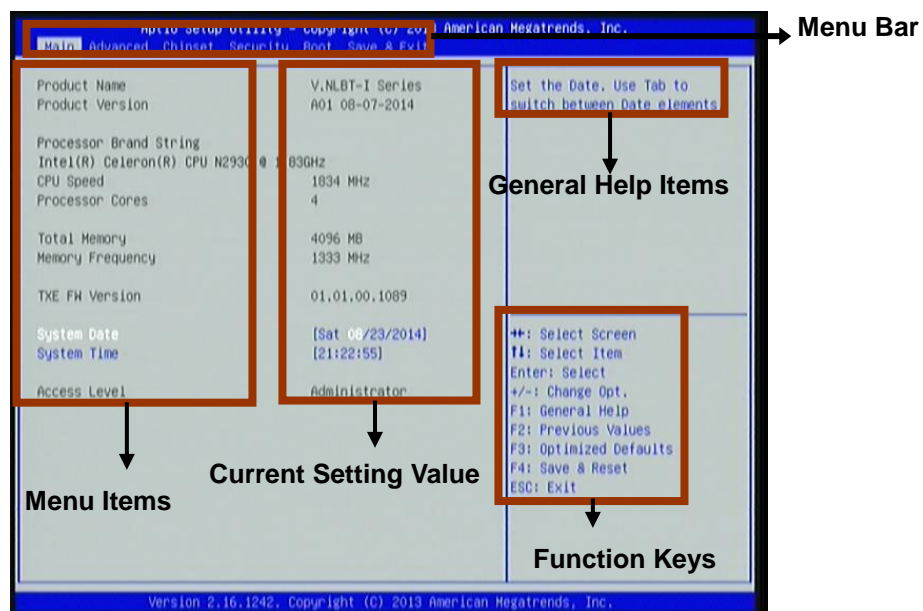 Aptio Setup Utility - Copyright (C) 2013 American Megatrends, Inc.
Main Advanced Chipset Security Boot Save & Exit
Menu Bar
Product Name V.NLBT-I Series
Product Version A01 08-07-2014
Processor Brand String
Intel(R) Celeron(R) CPU N2930 @ 1.83GHz
CPU Speed 1834 MHz
Processor Cores 4
Total Memory 4096 MB
Memory Frequency 1333 MHz
TXE FW Version 01.01.00.1089
System Date [Sat 08/23/2014]
System Time [21:22:55]
Access Level Administrator
Set the Date. Use Tab to
switch between Date elements
General Help Items
: Select Screen
↑↓: Select Item
Enter: Select
+/-: Change Opt.
F1: General Help
F2: Previous Values
F3: Optimized Defaults
F4: Save & Reset
ESC: Exit
Menu Items
Current Setting Value
Function Keys
Version 2.16.1242. Copyright (C) 2013 American Megatrends, Inc.